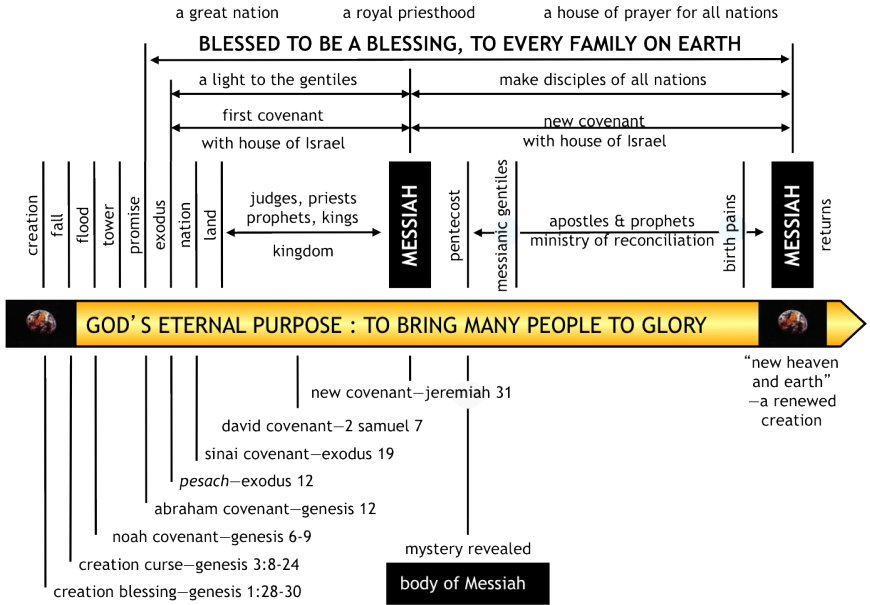 a great nation
a royal priesthood
a house of prayer for all nations
BLESSED TO BE A BLESSING, TO EVERY FAMILY ON EARTH
a light to the gentiles
make disciples of all nations
first covenant
with house of Israel
new covenant
with house of Israel
creation
fall
flood
tower
promise
exodus
nation
land
judges, priests
prophets, kings
kingdom
MESSIAH
pentecost
messianic gentiles
apostles & prophets
ministry of reconciliation
birth pains
MESSIAH
returns
GOD’S ETERNAL PURPOSE : TO BRING MANY PEOPLE TO GLORY
“new heaven
and earth”
—a renewed
creation
new covenant—jeremiah 31
david covenant—2 samuel 7
sinai covenant—exodus 19
pesach—exodus 12
abraham covenant—genesis 12
noah covenant—genesis 6-9
creation curse—genesis 3:8-24
creation blessing—genesis 1:28-30
mystery revealed
body of Messiah